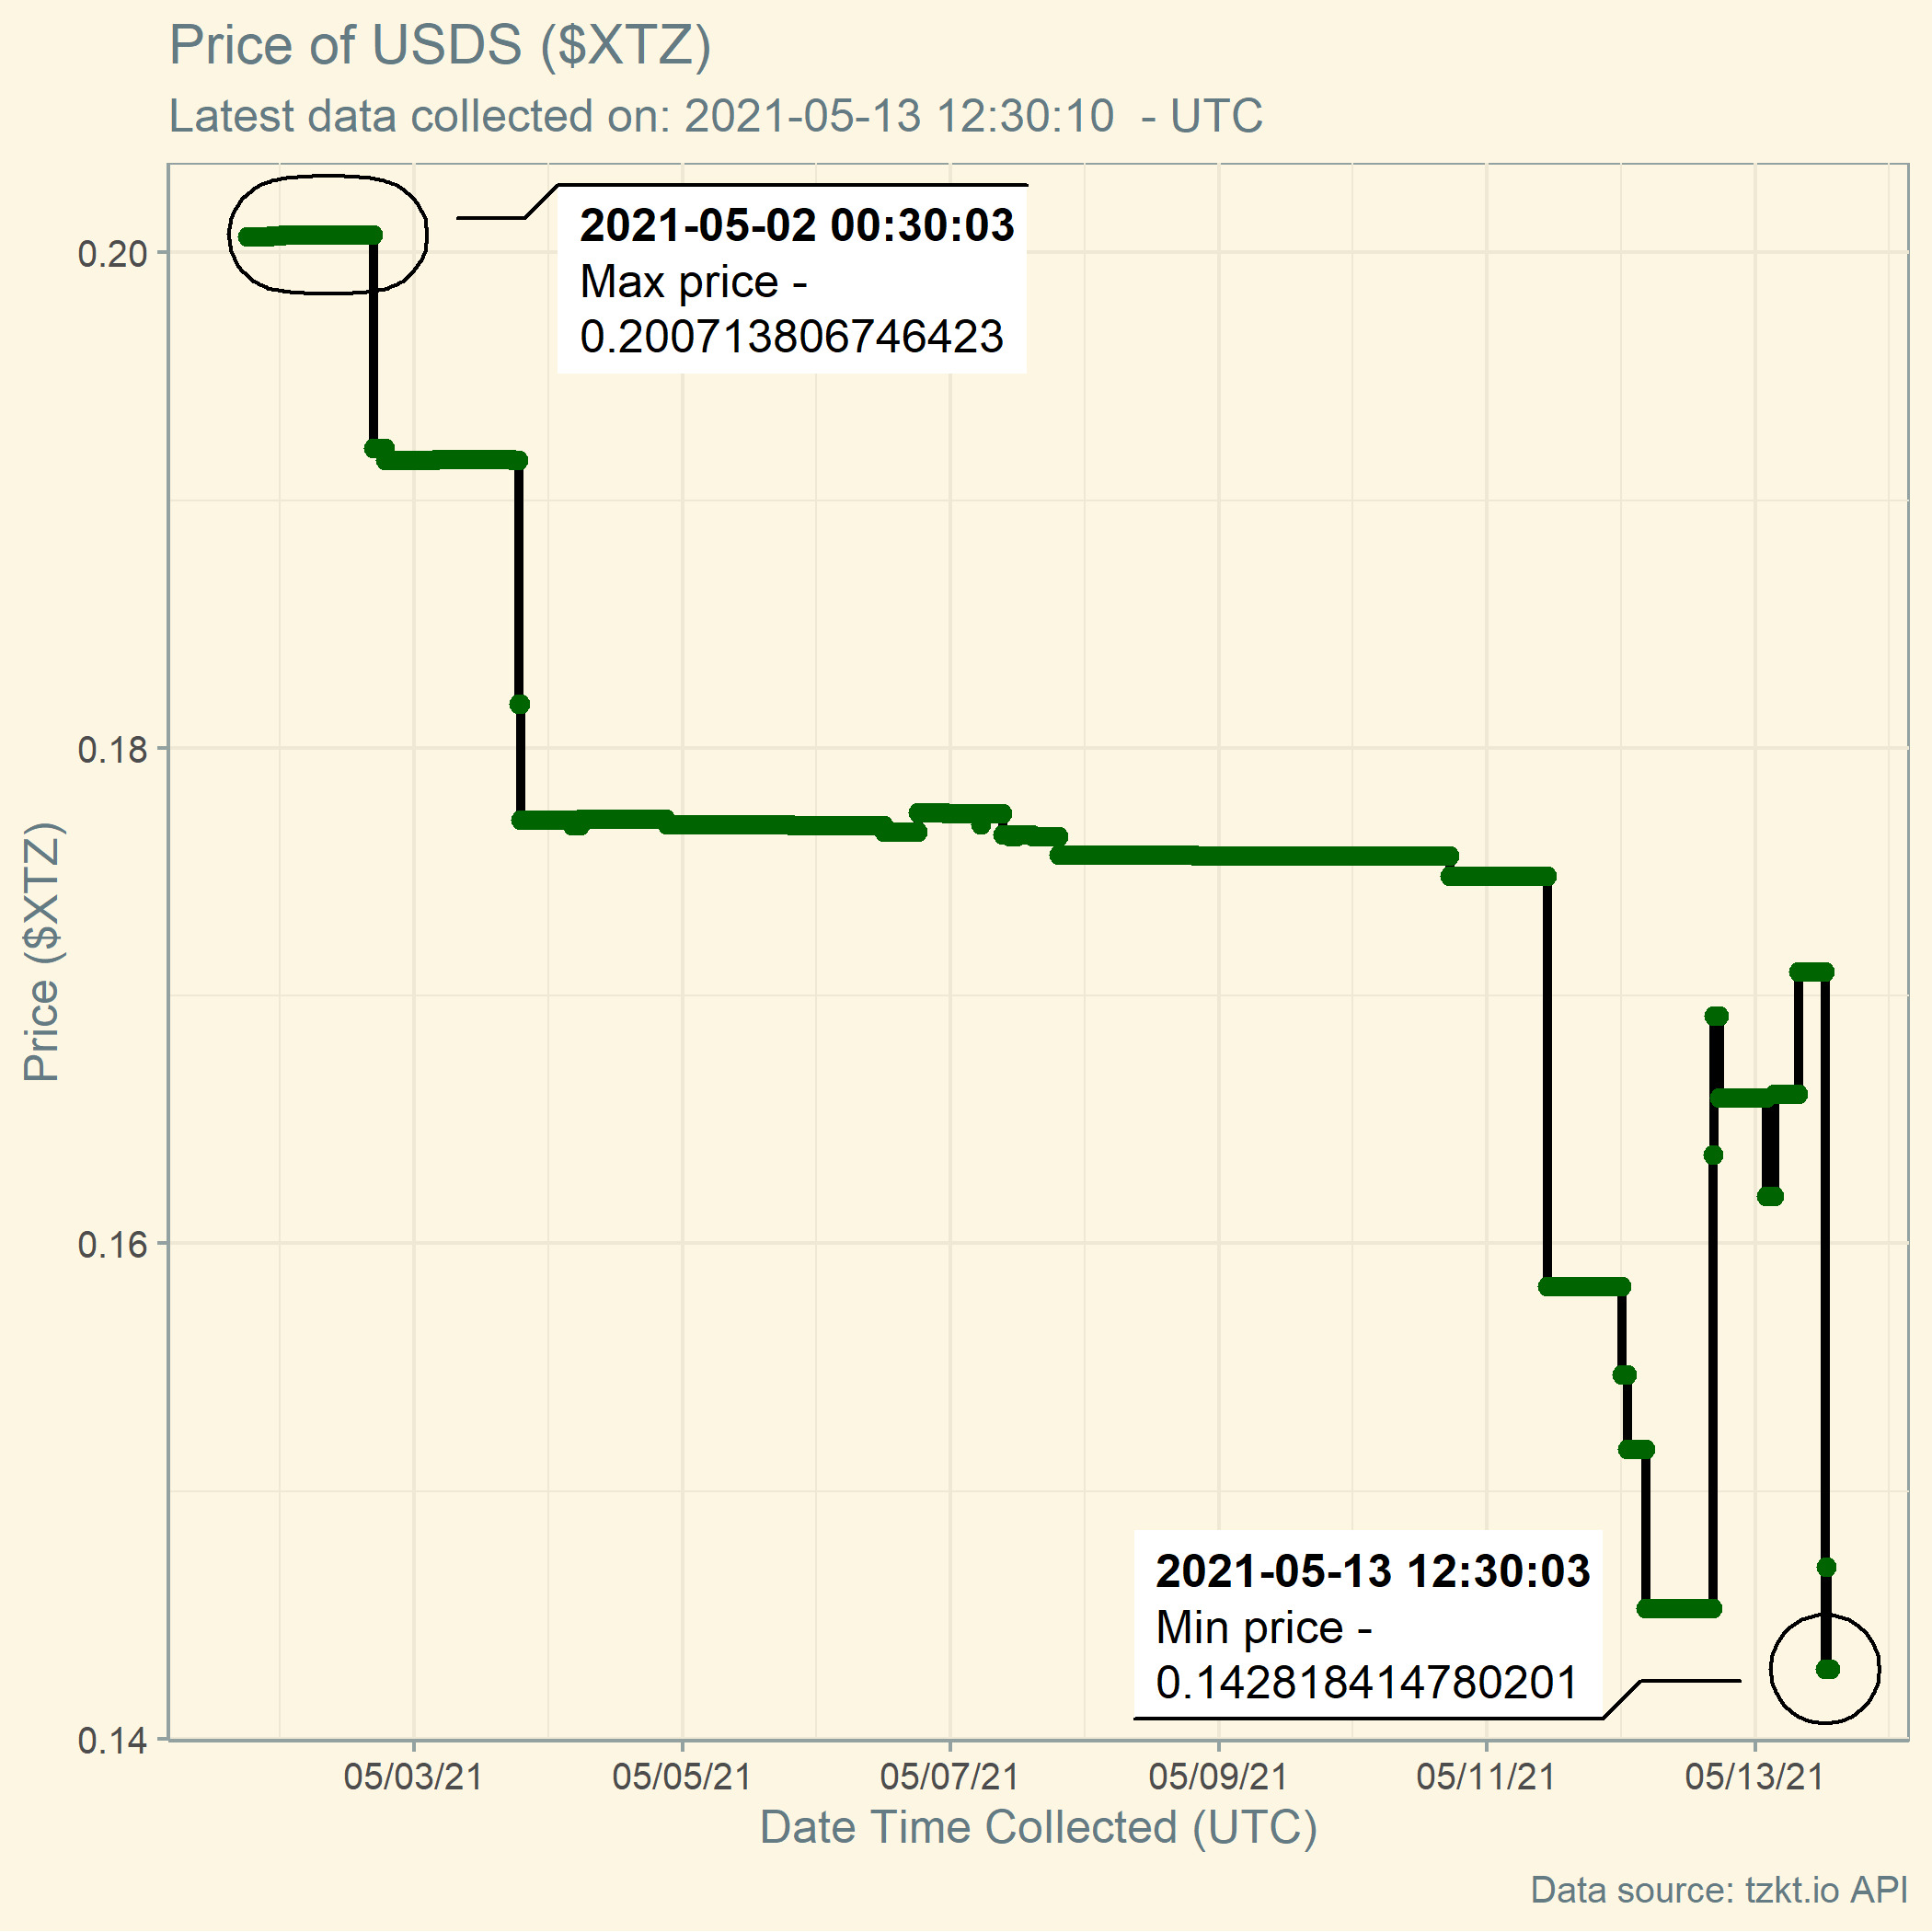 Price of USDS ($XTZ)
Latest data collected on: 2021-05-13 12:30:10  - UTC
2021-05-02 00:30:03
Max price -
0.200713806746423
0.20
0.18
0.16
0.14
Price ($XTZ)
2021-05-13 12:30:03
Min price -
0.142818414780201
05/03/21
05/05/21
05/07/21
05/09/21
05/11/21
05/13/21
Date Time Collected (UTC)
Data source: tzkt.io API